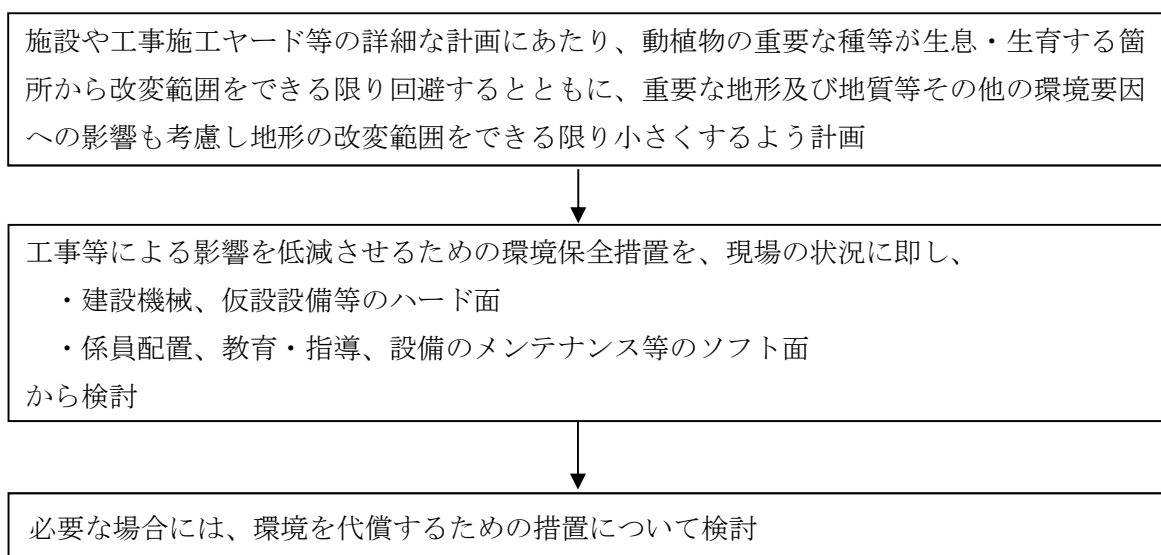 施設や工事施工ヤード等の詳細な計画にあたり、動植物の重要な種等が生息・生育する箇
所から改変範囲をできる限り回避するとともに、重要な地形及び地質等その他の環境要因
への影響も考慮し地形の改変範囲をできる限り小さくするよう計画
工事等による影響を低減させるための環境保全措置を、現場の状況に即し、
・建設機械、仮設設備等のハード面
・係員配置、教育・指導、設備のメンテナンス等のソフト面
から検討
必要な場合には、環境を代償するための措置について検討